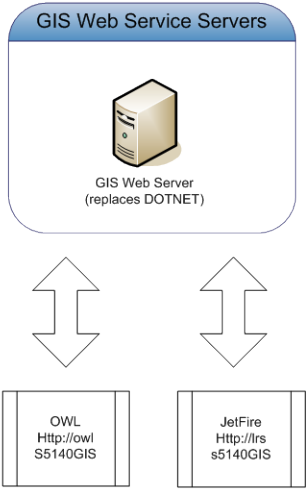 GIS Web Service Servers
GIS Web Server
(replaces DOTNET)
OWL
Http://owl
S5140GIS
JetFire
Http://lrs
s5140GIS